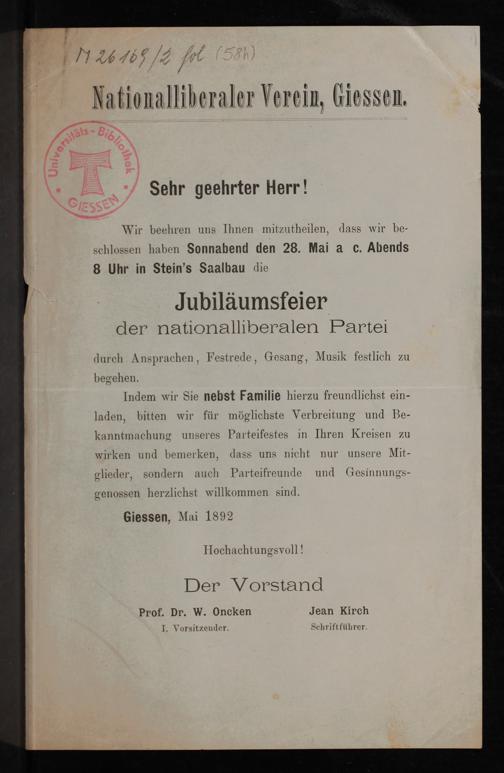 M 26169/2 fol (58h)
Nationalliberaler Verein, Giessen.
Universitäts-Bibliothek
GIESSEN
Sehr geehrter Herr!
Wir beehren uns Ihnen mitzutheilen, dass wir be-
schlossen haben Sonnabend den 28. Mai a c. Abends
8 Uhr in Stein's Saalbau die
Jubiläumsfeier
der nationalliberalen Partei
durch Ansprachen, Festrede, Gesang, Musik festlich zu
begehen.
Indem wir Sie nebst Familie hierzu freundlichst ein-
laden, bitten wir für möglichste Verbreitung und Be-
kanntmachung unseres Parteifestes in Ihren Kreisen zu
wirken und bemerken, dass uns nicht nur unsere Mit-
glieder, sondern auch Parteifreunde und Gesinnungs-
genossen herzlichst willkommen sind.
Giessen, Mai 1892
Hochachtungsvoll!
Der Vorstand
Prof. Dr. W. Oncken Jean Kirch
I. Vorsitzender. Schriftführer.